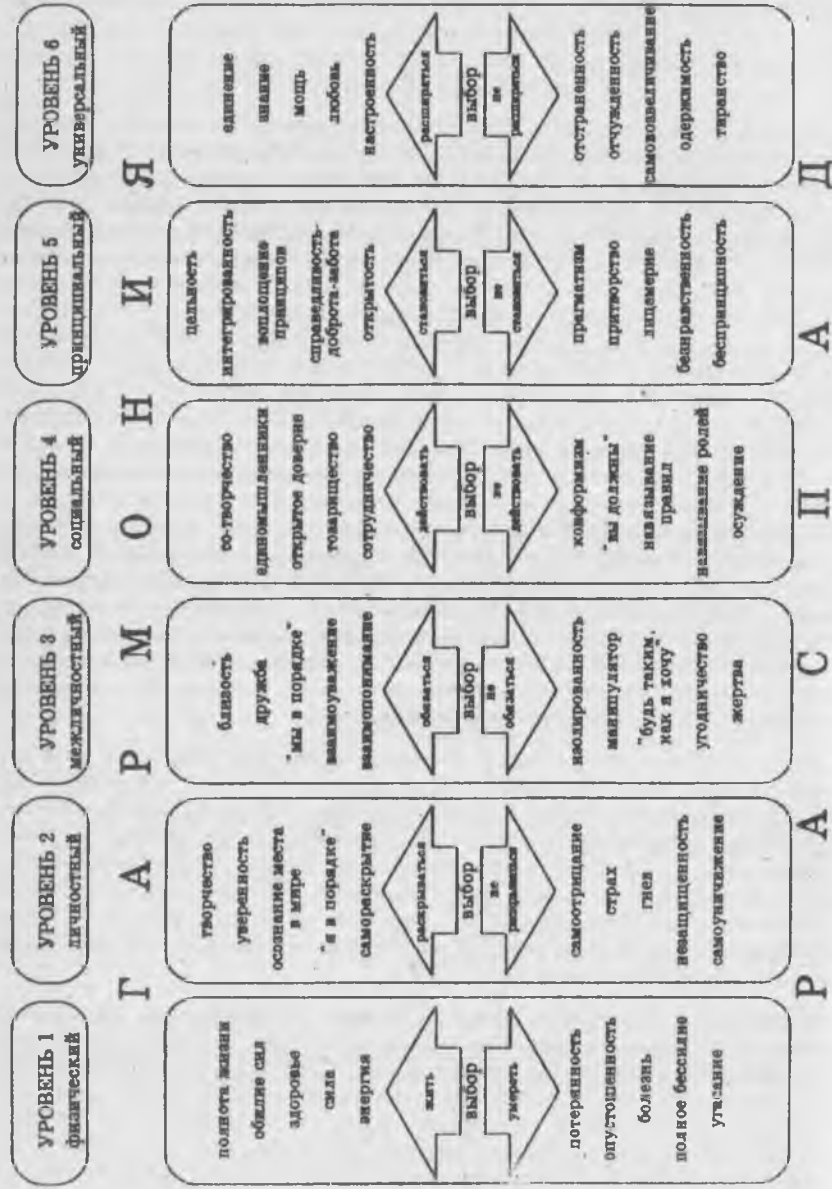 УРОВЕНЬ 1
физический
УРОВЕНЬ 2
личностный
УРОВЕНЬ 3
межличностный
УРОВЕНЬ 4
социальный
УРОВЕНЬ 5
принципиальный
УРОВЕНЬ 6
универсальный
Г А Р М О Н И Я
полнота жизни
обилие сил
здоровье
сила
энергия
жить
выбор
умереть
потерянность
опустошенность
болезнь
полное бессилие
угасание
творчество
уверенность
осознание места
в мире
"я в порядке"
самораскрытие
раскрываться
выбор
не
раскрываться
самоотрицание
страх
гнев
незащищенность
самоуничижение
близость
дружба
"мы в порядке"
взаимоуважение
взаимопонимание
обязаться
выбор
не
обязаться
изолированность
манипулятор
"будь таким,
как я хочу
угодничество
жертва
со-творчество
единомышленники
открытое доверие
товарищество
сотрудничество
действовать
выбор
не
действовать
конформизм
"вы должны"
навязывание
правил
навязывание ролей
осуждение
цельность
интегрированность
воплощение
принципов
справедливость-
доброта-забота
открытость
становиться
выбор
не
становиться
прагматизм
притворство
лицемерие
безнравственность
беспринципность
единение
знание
мощь
любовь
настроенность
расширяться
выбор
не
расширяться
отстраненность
отчужденность
самовозвеличивание
одержимость
тиранство
Р А С П А Д